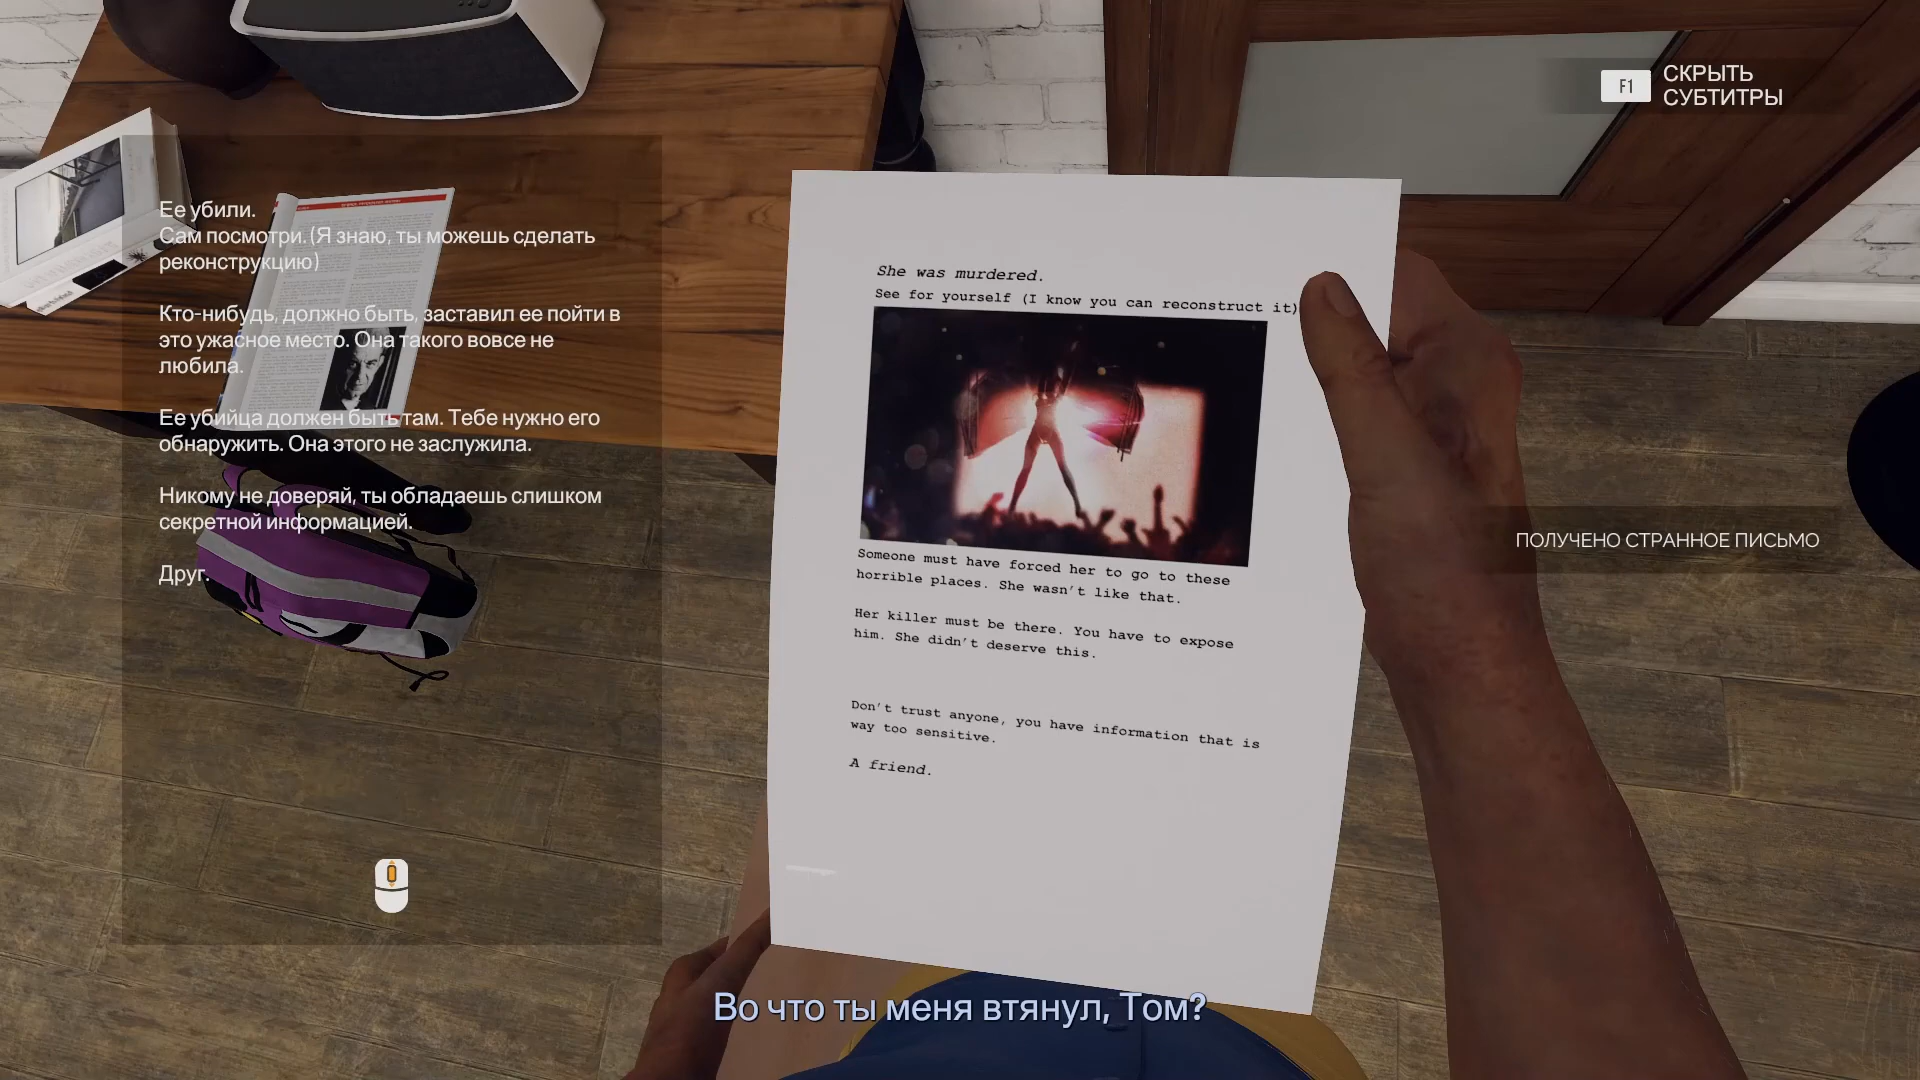 F1
СКРЫТЬ
СУБТИТРЫ
Ее убили.
Сам посмотри. (Я знаю, ты можешь сделать
реконструкцию)
Кто-нибудь, должно быть, заставил ее пойти в
это ужасное место. Она такого вовсе не
любила.
Ее убийца должен быть там. Тебе нужно его
обнаружить. Она этого не заслужила.
Никому не доверяй, ты обладаешь слишком
секретной информацией.
Друг.
She was murdered.
See for yourself (I know you can reconstruct it)
Someone must have forced her to go to these
horrible places. She wasn't like that.
Her killer must be there. You have to expose
him. She didn't deserve this.
Don't trust anyone, you have information that is
way too sensitive.
A friend.
ПОЛУЧЕНО СТРАННОЕ ПИСЬМО
Во что ты меня втянул, Том?